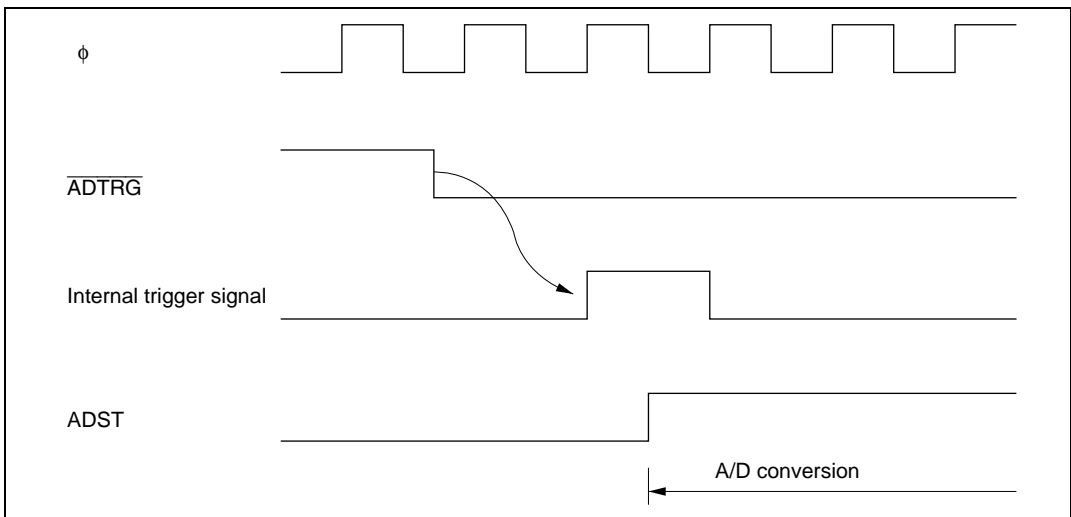 ϕ
ADTRG
Internal trigger signal
ADST
A/D conversion